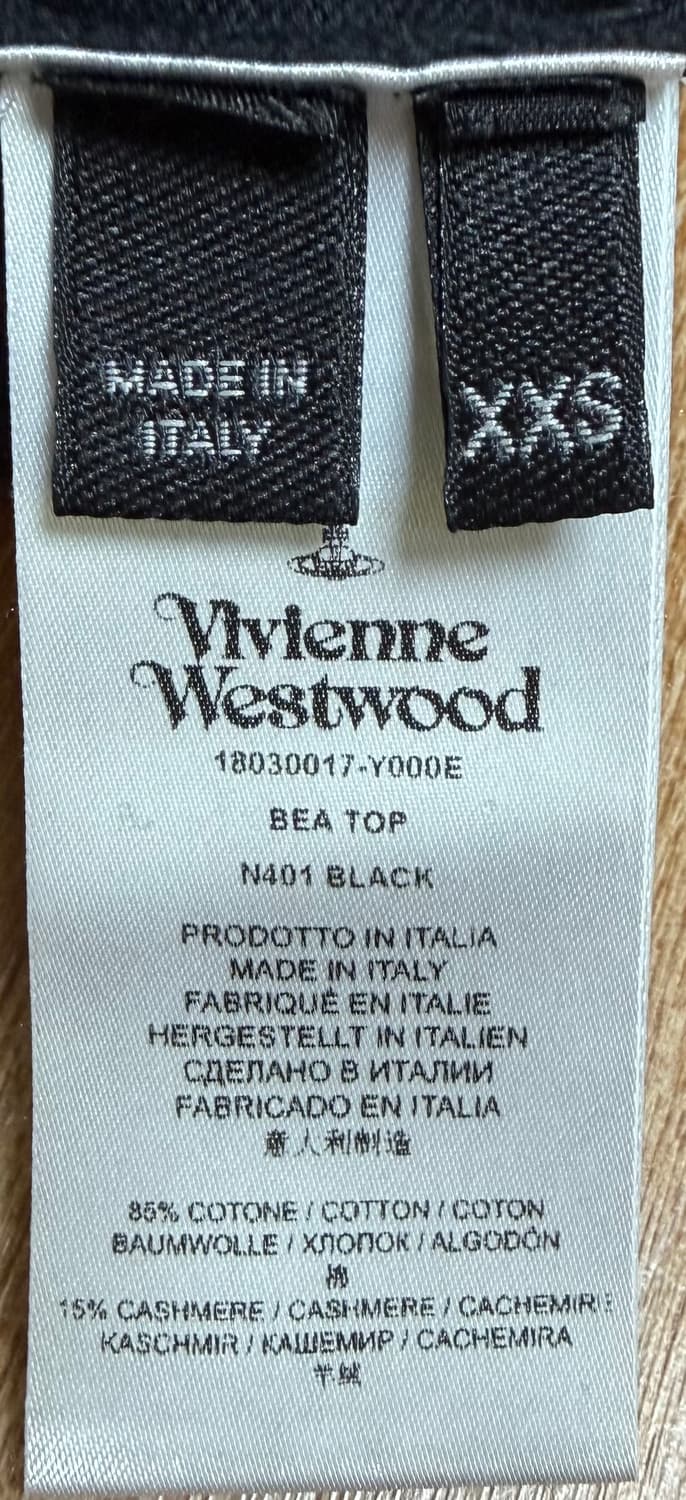 MADE IN
ITALY
XXS
Vivienne
Westwood
18030017-Y000E
BEA TOP
N401 BLACK
PRODOTTO IN ITALIA
MADE IN ITALY
FABRIQUÉ EN ITALIE
HERGESTELLT IN ITALIEN
СДЕЛАНО В ИТАЛИИ
FABRICADO EN ITALIA
意大利制造
85% COTONE / COTTON / COTON
BAUMWOLLE / ХЛОПОК / ALGODÓN
棉
15% CASHMERE / CASHMERE / CACHEMIRE
KASCHMIR / КАШЕМИР / CACHEMIRA
羊绒